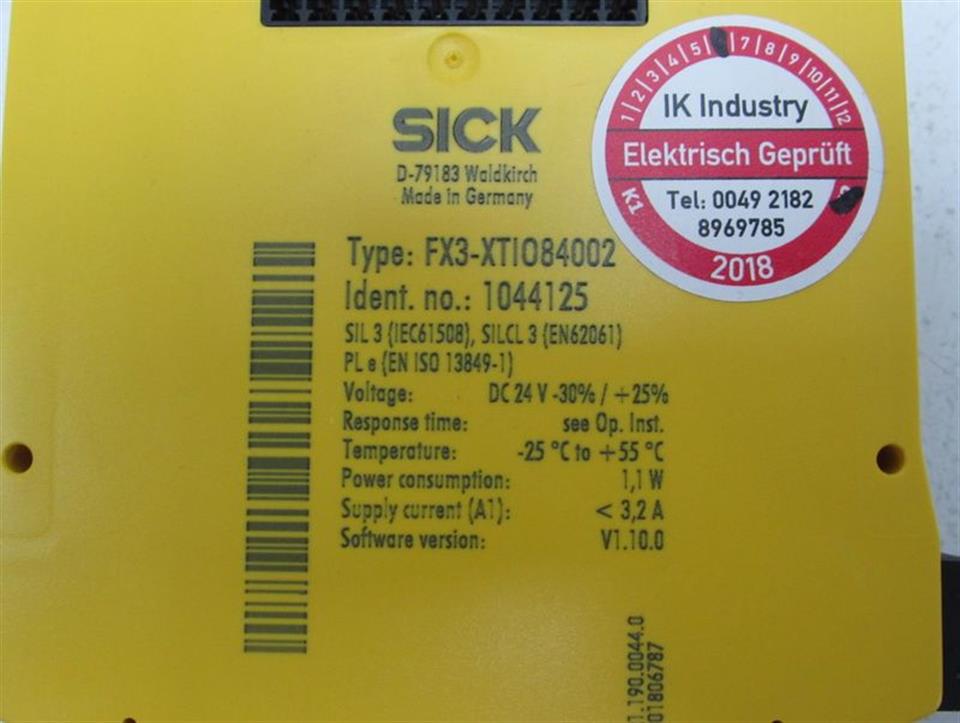 SICK
D-79183 Waldkirch
Made in Germany
Type: FX3-XTIO84002
Ident. no.: 1044125
SIL 3 (IEC61508), SILCL 3 (EN62061)
PL e (EN ISO 13849-1)
Voltage: DC 24 V -30% / +25%
Response time: see Op. Inst.
Temperature: -25 °C to +55 °C
Power consumption: 1,1 W
Supply current (A1): < 3,2 A
Software version: V1.10.0
1 2 3 4 5 7 8 9 10 11 12
IK Industry
Elektrisch Geprüft
K1
Tel: 0049 2182
8969785
2018
1.190.0044.0
01806787